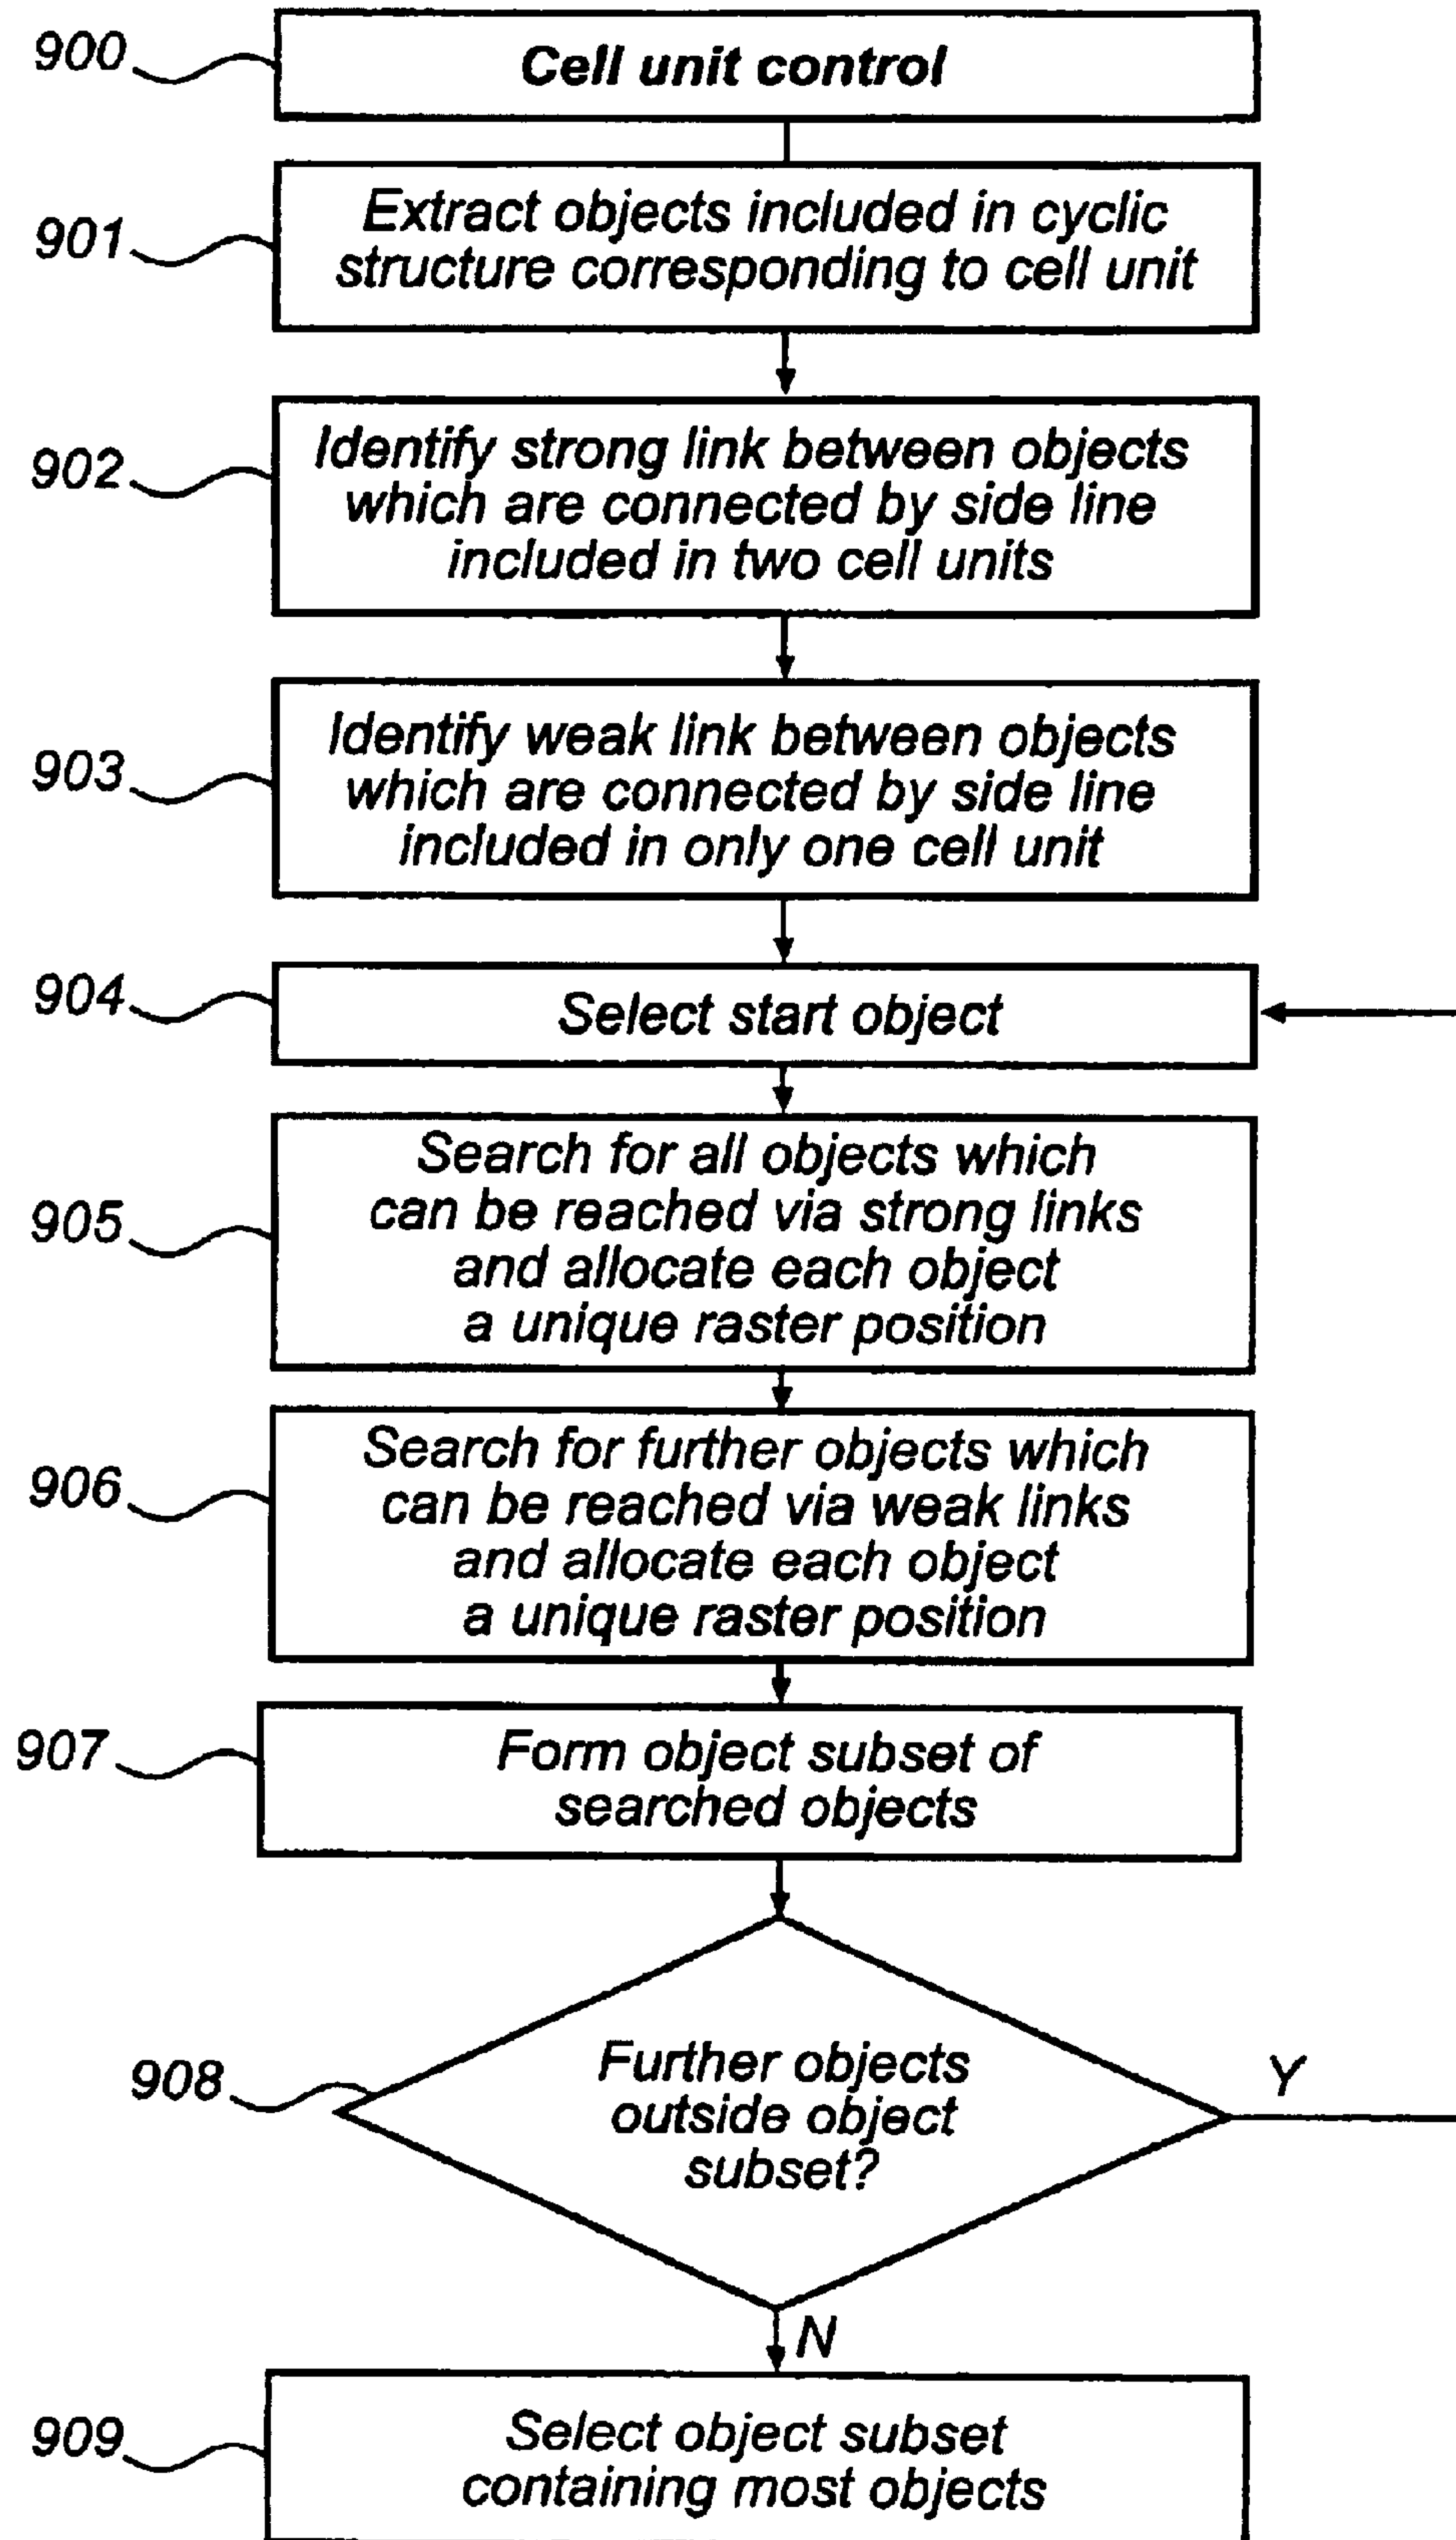 900
Cell unit control
901
Extract objects included in cyclic
structure corresponding to cell unit
902
Identify strong link between objects
which are connected by side line
included in two cell units
903
Identify weak link between objects
which are connected by side line
included in only one cell unit
904
Select start object
905
Search for all objects which
can be reached via strong links
and allocate each object
a unique raster position
906
Search for further objects which
can be reached via weak links
and allocate each object
a unique raster position
907
Form object subset of
searched objects
908
Further objects
outside object
subset?
Y
N
909
Select object subset
containing most objects